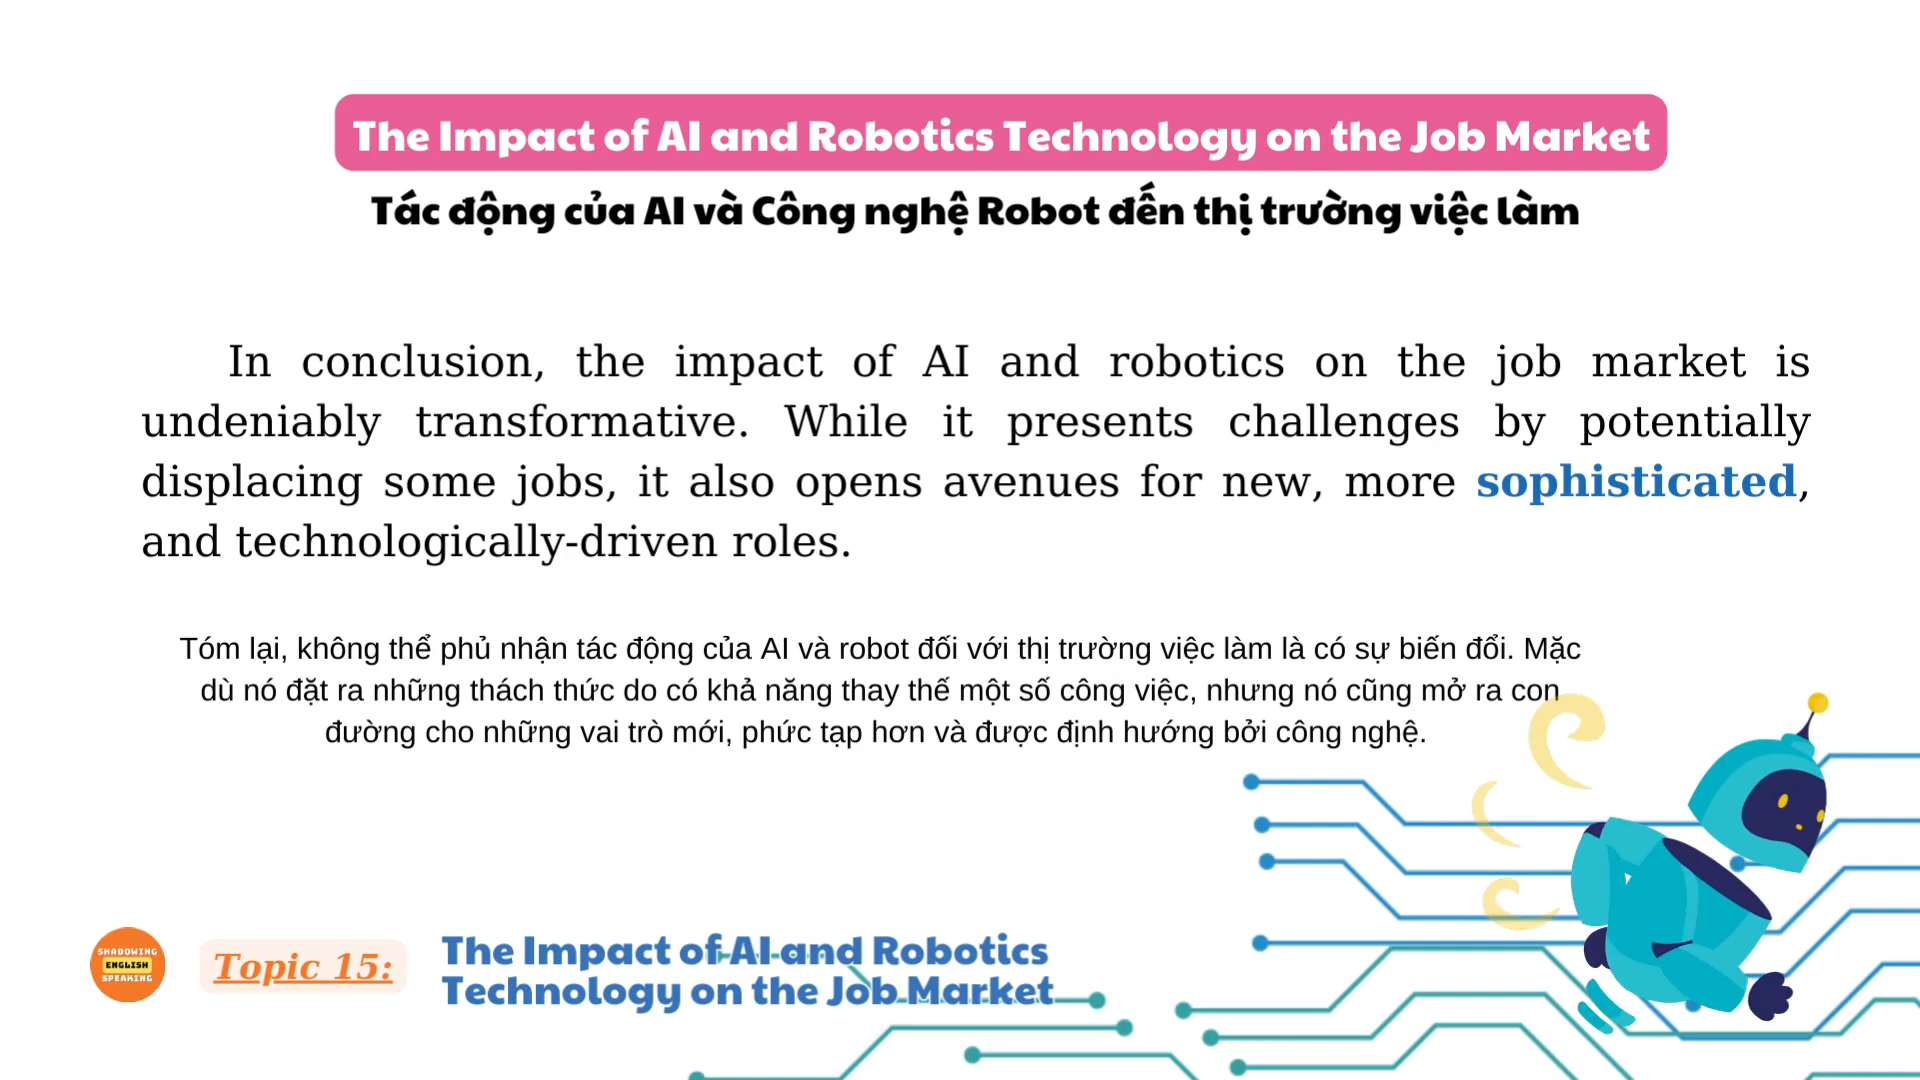 The Impact of AI and Robotics Technology on the Job Market
Tác động của AI và Công nghệ Robot đến thị trường việc làm
In conclusion, the impact of AI and robotics on the job market is
undeniably transformative. While it presents challenges by potentially
displacing some jobs, it also opens avenues for new, more sophisticated,
and technologically-driven roles.
Tóm lại, không thể phủ nhận tác động của AI và robot đối với thị trường việc làm là có sự biến đổi. Mặc
dù nó đặt ra những thách thức do có khả năng thay thế một số công việc, nhưng nó cũng mở ra con
đường cho những vai trò mới, phức tạp hơn và được định hướng bởi công nghệ.
SHADOWING
ENGLISH
SPEAKING
Topic 15:
The Impact of AI and Robotics
Technology on the Job Market